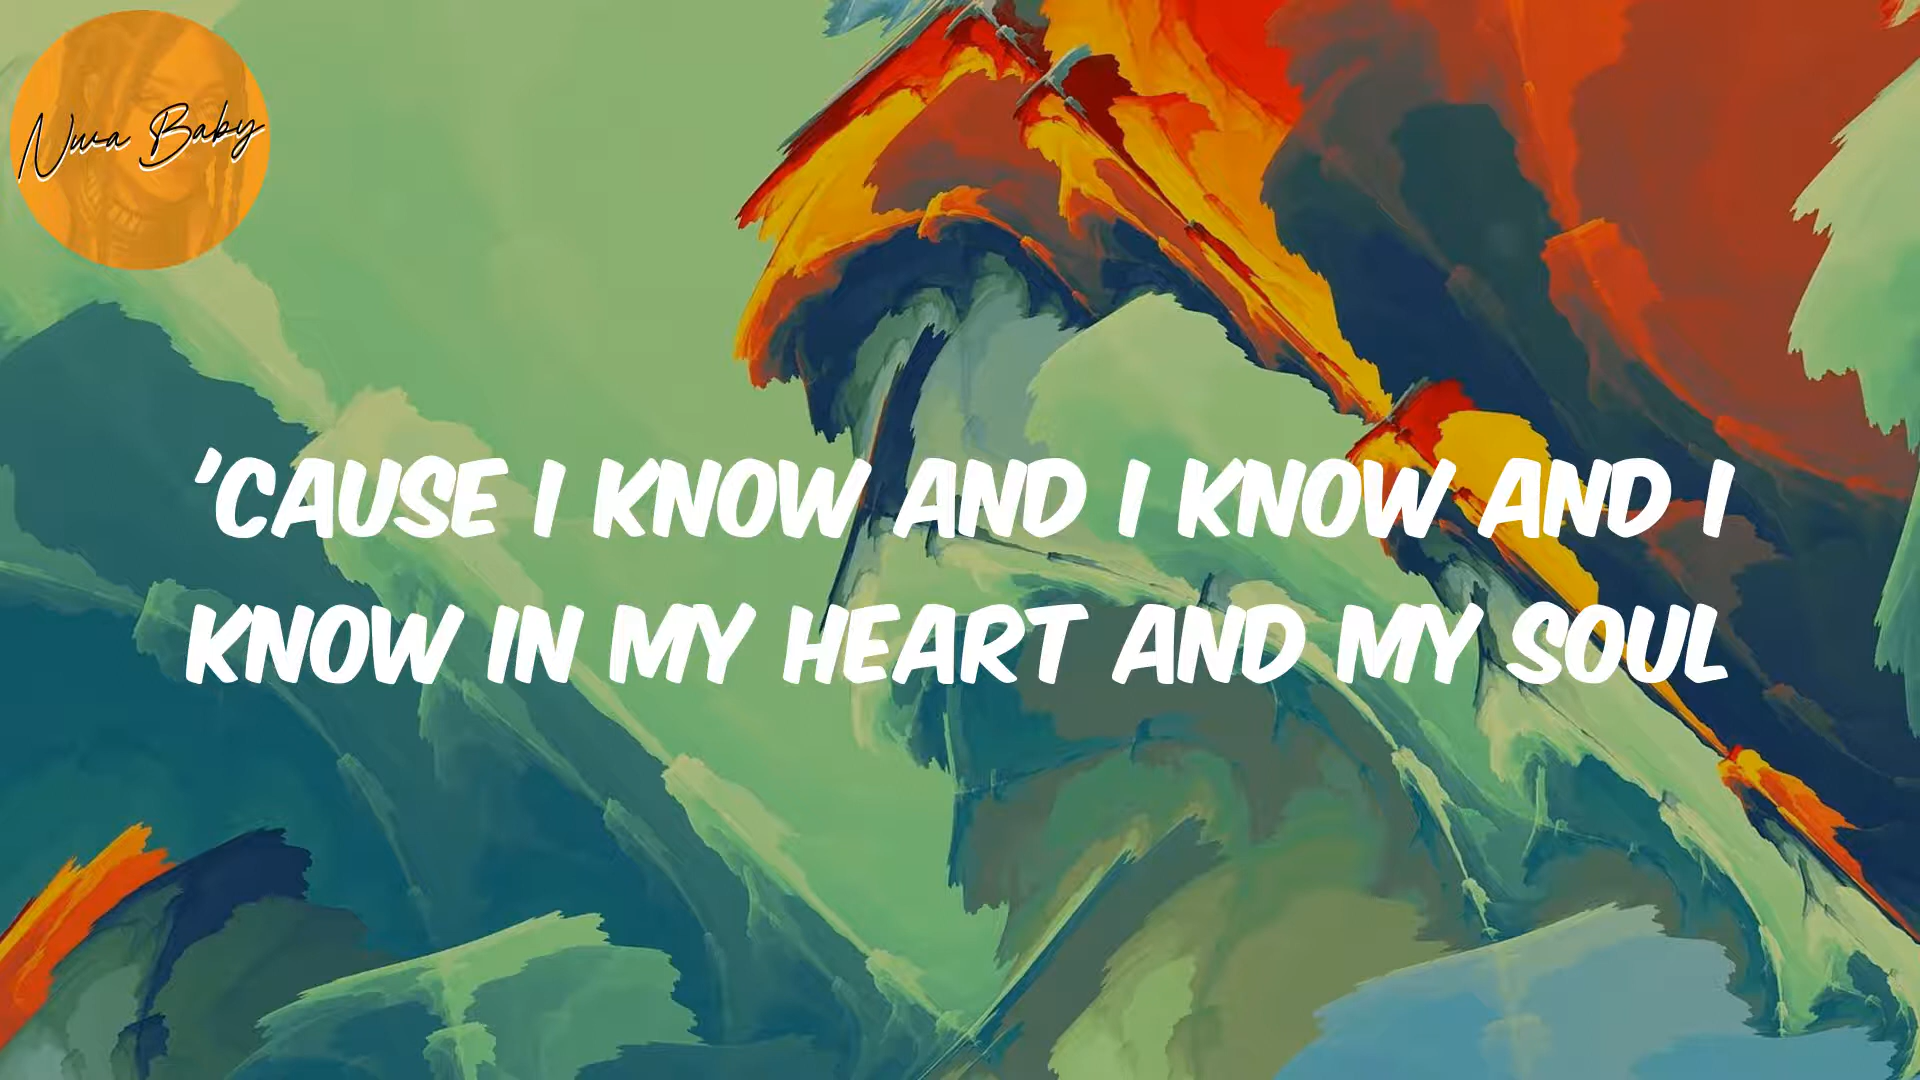 Nwa Baby
'CAUSE I KNOW AND I KNOW AND I
KNOW IN MY HEART AND MY SOUL